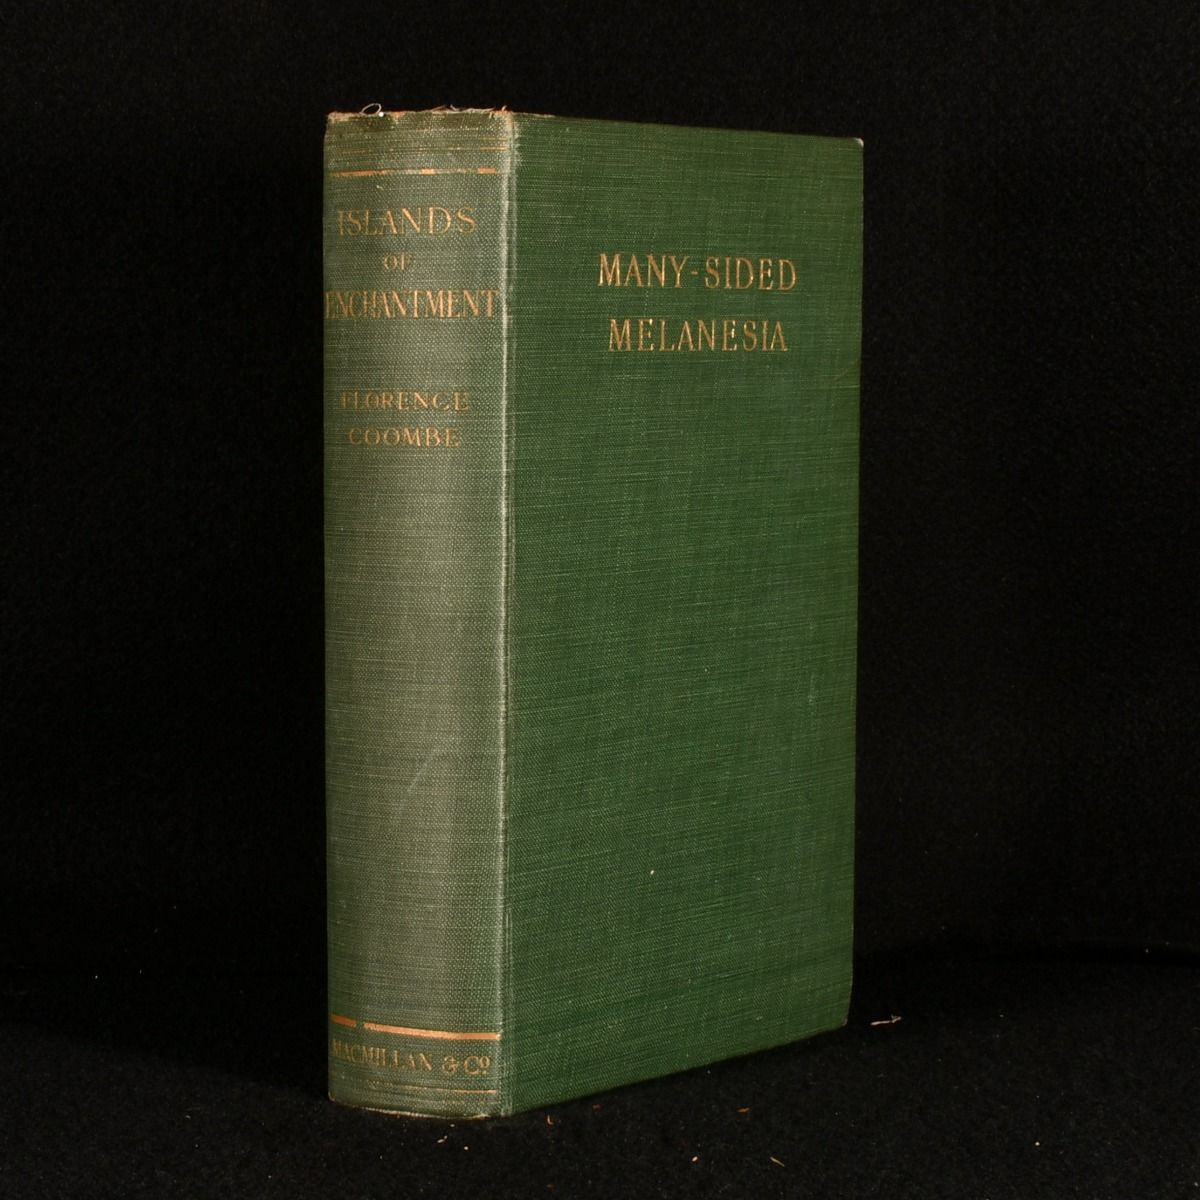 ISLANDS
OF
ENCHANTMENT
FLORENCE
COOMBE
MACMILLAN & Co
MANY-SIDED
MELANESIA